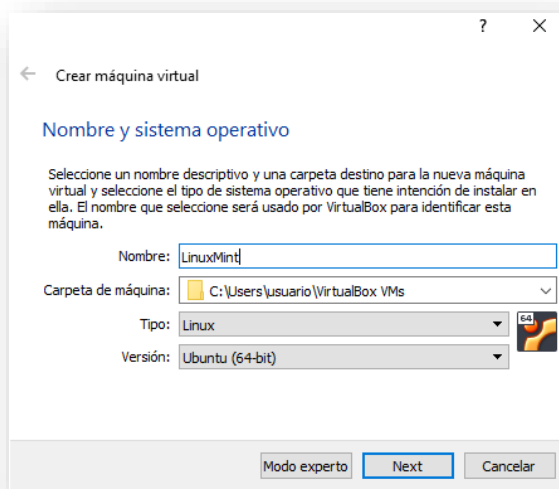 ?
Crear máquina virtual
Nombre y sistema operativo
Seleccione un nombre descriptivo y una carpeta destino para la nueva máquina
virtual y seleccione el tipo de sistema operativo que tiene intención de instalar en
ella. El nombre que seleccione será usado por VirtualBox para identificar esta
máquina.
Nombre: LinuxMint
Carpeta de máquina: C:\Users\usuario\VirtualBox VMs
Tipo: Linux
64
Versión: Ubuntu (64-bit)
Modo experto Next Cancelar